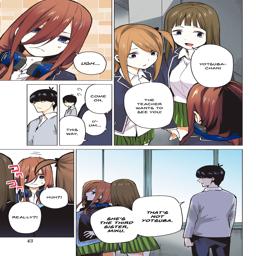 YOTSUBA-
CHAN!
THE
TEACHER
WANTS TO
SEE YOU!
UGH...
COME
ON,
THIS
WAY.
U-
UM...
THAT'S
NOT
YOTSUBA.
SHE'S THE
THIRD
SISTER,
MIKU.
HUH?!
REALLY?!
63